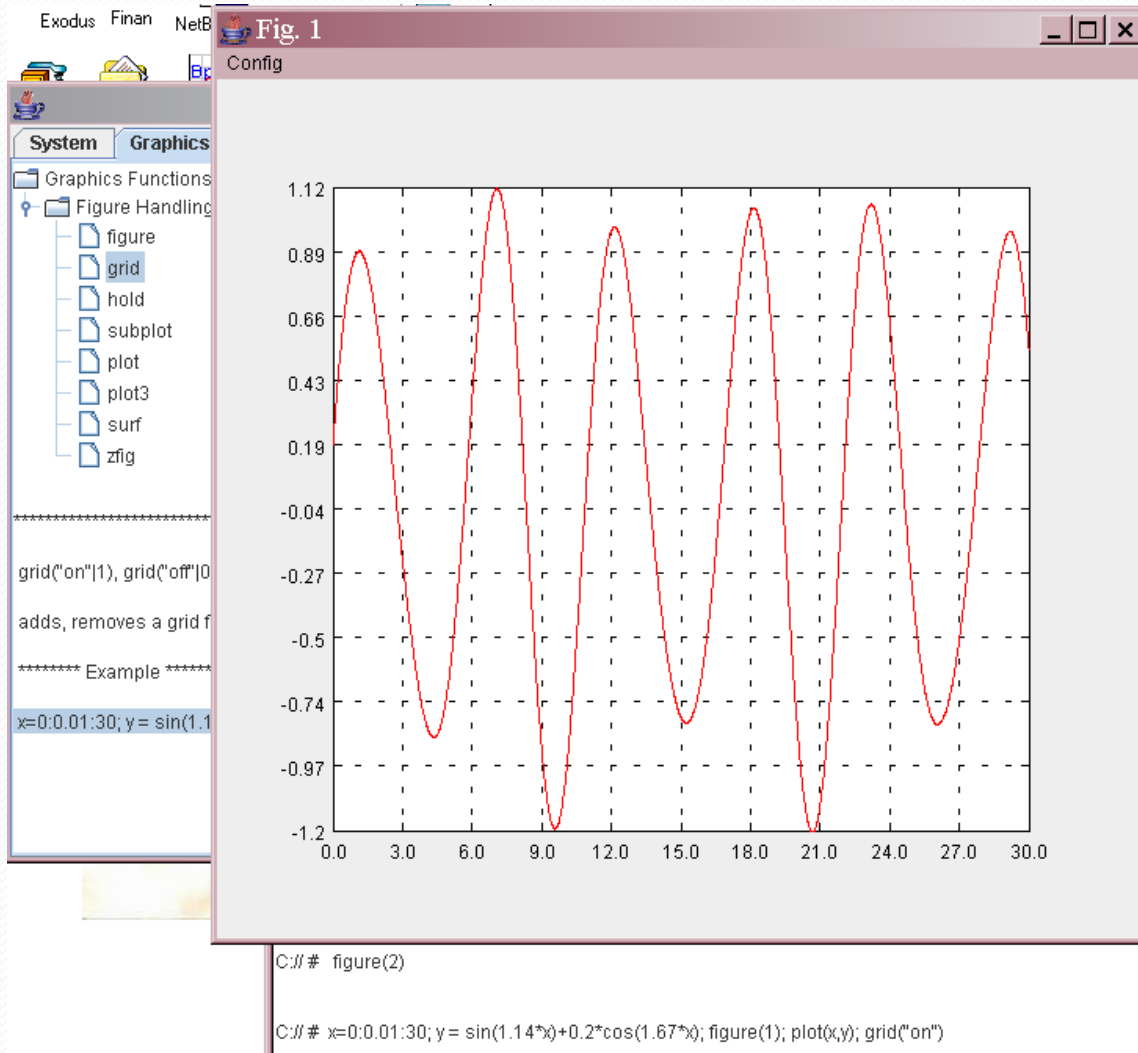 Exodus Finan NetB
Fig. 1
Config
Bp
System Graphics
Graphics Functions
Figure Handling
figure
grid
hold
subplot
plot
plot3
surf
zfig
**************************
grid("on"|1), grid("off"|0
adds, removes a grid f
******** Example ******
x=0:0.01:30; y = sin(1.1
1.12
0.89
0.66
0.43
0.19
-0.04
-0.27
-0.5
-0.74
-0.97
-1.2
0.0 3.0 6.0 9.0 12.0 15.0 18.0 21.0 24.0 27.0 30.0
C:// # figure(2)
C:// # x=0:0.01:30; y = sin(1.14*x)+0.2*cos(1.67*x); figure(1); plot(x,y); grid("on")